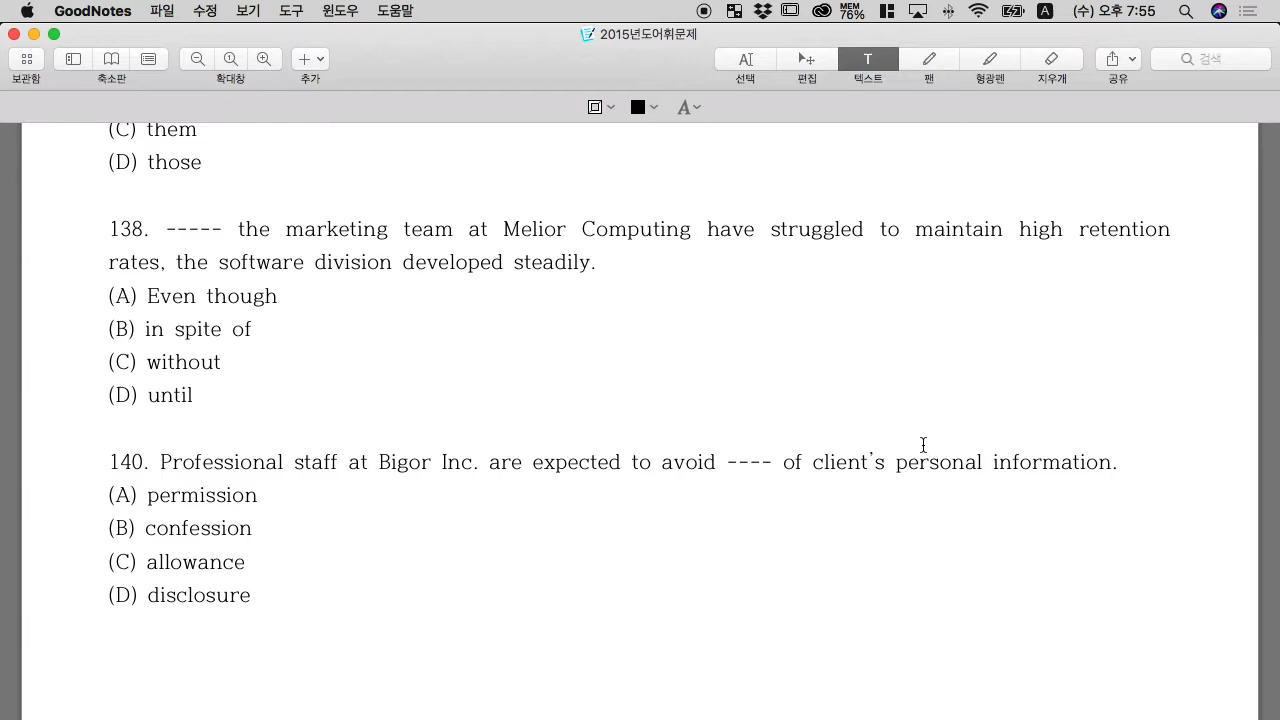 GoodNotes 파일 수정 보기 도구 윈도우 도움말 MEM 76% A (수) 오후 7:55
2015년도어휘문제
보관함 축소판 확대창 추가 AI T 선택 편집 텍스트 팬 형광펜 지우개 공유 검색
A
(C) them
(D) those
138. ----- the marketing team at Melior Computing have struggled to maintain high retention
rates, the software division developed steadily.
(A) Even though
(B) in spite of
(C) without
(D) until
140. Professional staff at Bigor Inc. are expected to avoid ---- of client's personal information.
(A) permission
(B) confession
(C) allowance
(D) disclosure